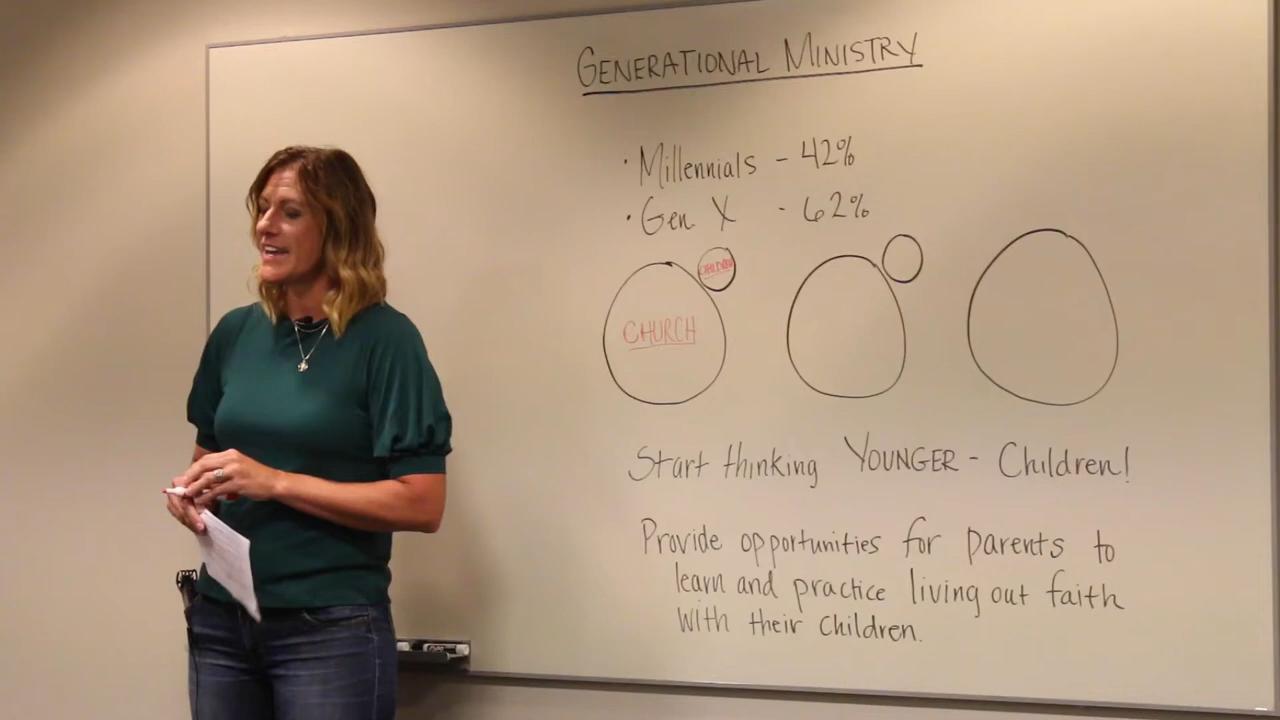 GENERATIONAL MINISTRY
· Millennials - 42%
· Gen X - 62%
CHILDREN
CHURCH
Start thinking YOUNGER - Children!
Provide opportunities for parents to
learn and practice living out faith
with their children.